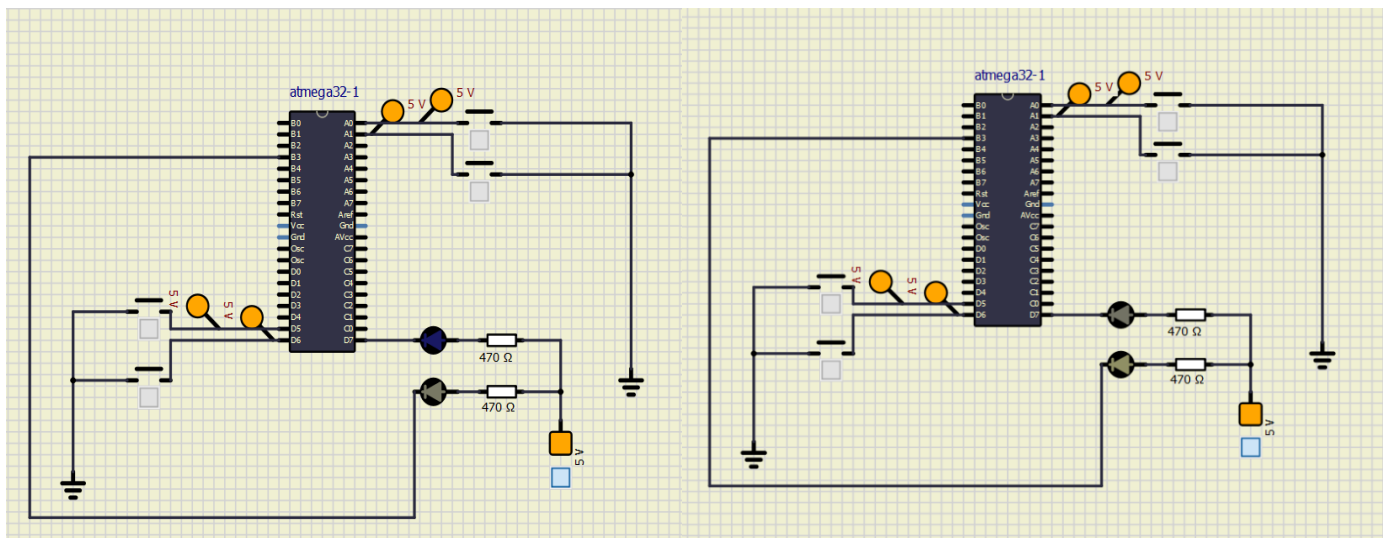 atmega32-1
5 V
5 V
B0 A0
B1 A1
B2 A2
B3 A3
B4 A4
B5 A5
B6 A6
B7 A7
Rst Aref
Vcc Gnd
Gnd AVcc
Osc C7
Osc C6
D0 C5
D1 C4
D2 C3
D3 C2
D4 C1
D5 C0
D6 D7
5 V
5 V
470 Ω
470 Ω
5 V
atmega32-1
5 V
5 V
B0 A0
B1 A1
B2 A2
B3 A3
B4 A4
B5 A5
B6 A6
B7 A7
Rst Aref
Vcc Gnd
Gnd AVcc
Osc C7
Osc C6
D0 C5
D1 C4
D2 C3
D3 C2
D4 C1
D5 C0
D6 D7
5 V
5 V
470 Ω
470 Ω
5 V